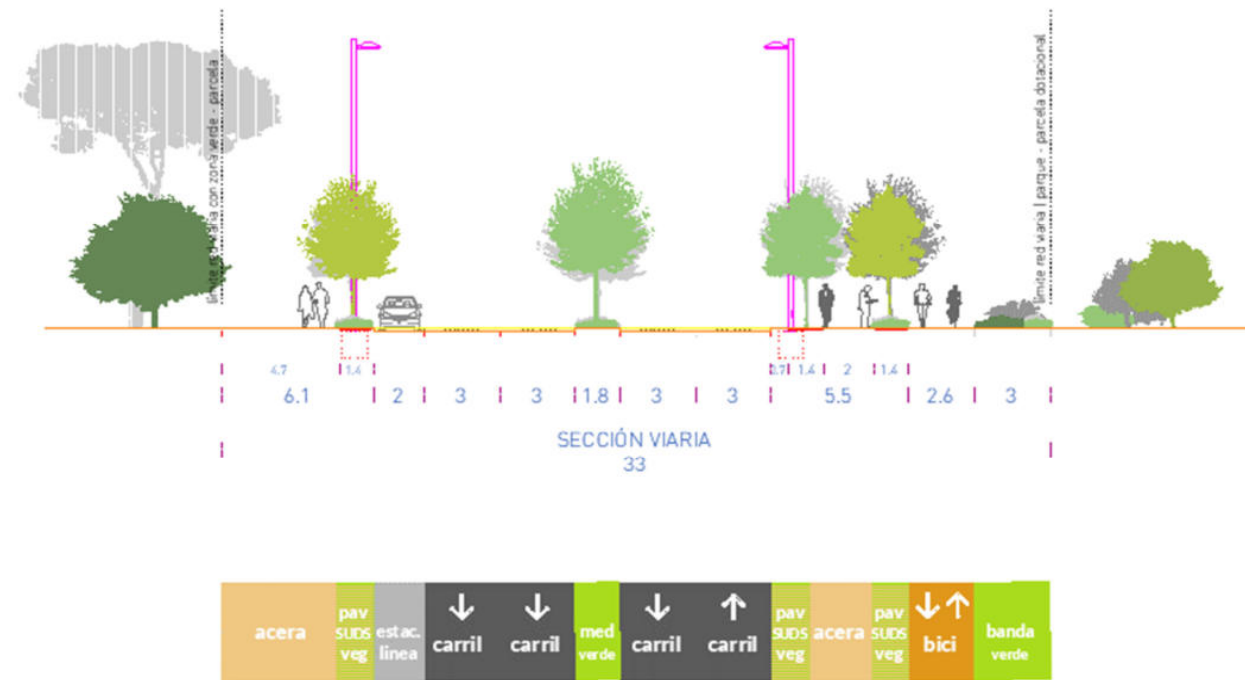 límite red viaria con zona verde - parcela
límite red viaria | parque - parcela dotacional
4.7 1.4 0.7 1.4 2 1.4
6.1 2 3 3 1.8 3 3 5.5 2.6 3
SECCIÓN VIARIA
33
acera
pav
SUDS
veg
estac.
linea
carril
carril
med
verde
carril
carril
pav
SUDS
veg
acera
pav
SUDS
veg
bici
banda
verde